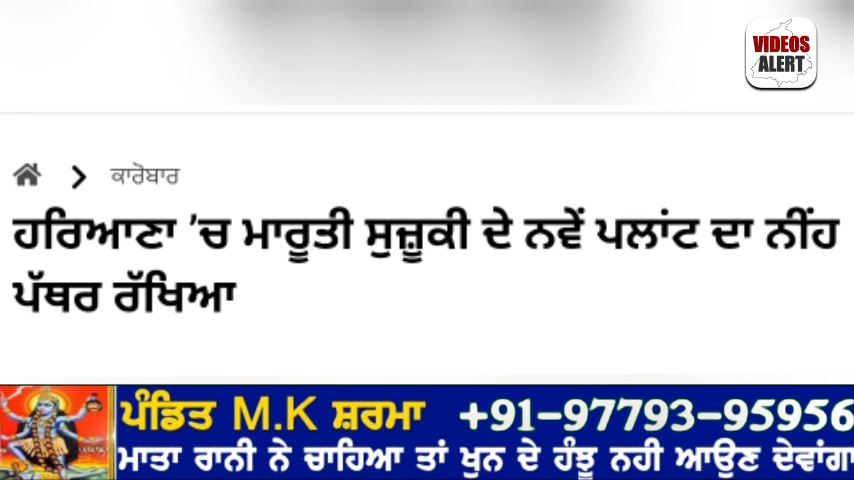 VIDEOS
ALERT
ਕਾਰੋਬਾਰ
ਹਰਿਆਣਾ ’ਚ ਮਾਰੂਤੀ ਸੁਜ਼ੂਕੀ ਦੇ ਨਵੇਂ ਪਲਾਂਟ ਦਾ ਨੀਂਹ
ਪੱਥਰ ਰੱਖਿਆ
ਪੰਡਿਤ M.K ਸ਼ਰਮਾ +91-97793-95956
ਮਾਤਾ ਰਾਨੀ ਨੇ ਚਾਹਿਆ ਤਾਂ ਖੁਨ ਦੇ ਹੰਝੂ ਨਹੀ ਆਉਣ ਦੇਵਾਂਗਾ